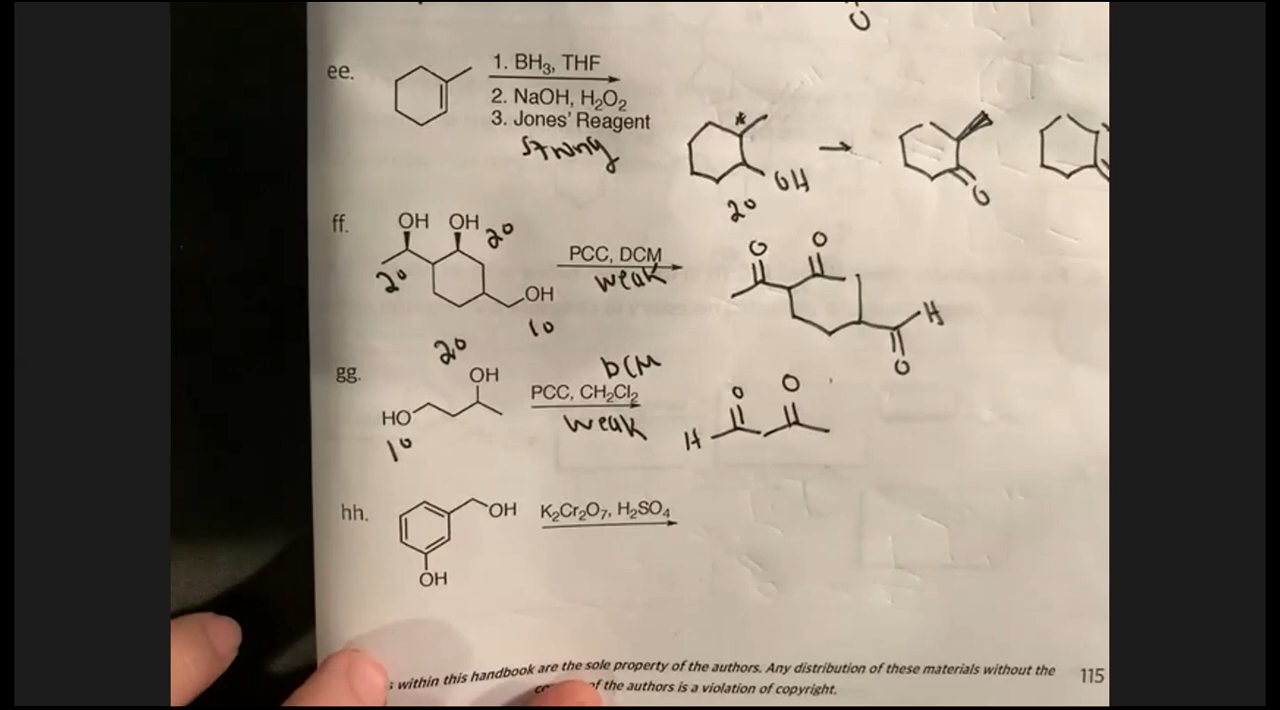 ee.
1. BH₃, THF
2. NaOH, H₂O₂
3. Jones' Reagent
strong
*
OH
2°
O
ff.
OH OH 2°
2°
OH
1°
PCC, DCM
weak
O O
H
O
gg.
2°
OH
HO
1°
DCM
PCC, CH₂Cl₂
weak
O O
H
hh.
OH
OH
K₂Cr₂O₇, H₂SO₄
within this handbook are the sole property of the authors. Any distribution of these materials without the 115
of the authors is a violation of copyright.